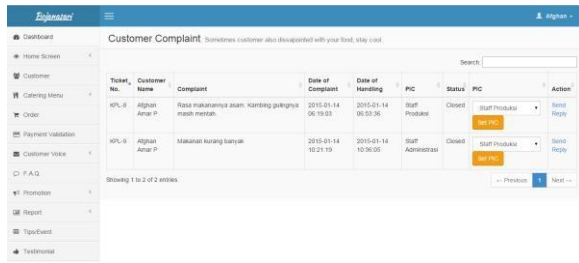 Bojanasari
Afghan
Dashboard
Home Screen
Customer
Catering Menu
Order
Payment Validation
Customer Voice
F.A.Q.
Promotion
Report
Tips/Event
Testimonial
Customer Complaint Sometimes customer also dissapointed with your food, stay cool.
Search:
Ticket No. Customer Name Complaint Date of Complaint Date of Handling PIC Status PIC Action
KPL-8 Afghan Amar P Rasa makanannya asam. Kambing gulingnya masih mentah. 2015-01-14 06:19:03 2015-01-14 06:53:36 Staff Produksi Closed Staff Produksi Set PIC Send Reply
KPL-9 Afghan Amar P Makanan kurang banyak 2015-01-14 10:21:19 2015-01-14 10:36:05 Staff Administrasi Closed Staff Produksi Set PIC Send Reply
Showing 1 to 2 of 2 entries
← Previous 1 Next →